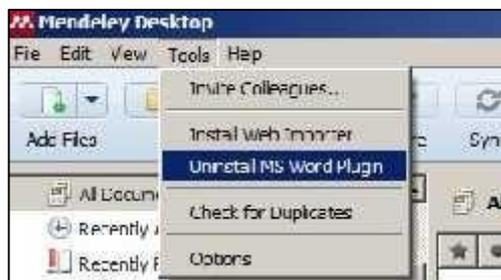 Mendeley Desktop
File Edit View Tools Help
Invite Colleagues...
Add Files
Install Web Importer
Sync
Uninstall MS Word Plugin
All Docum
Check for Duplicates
Recently
Options
Recently